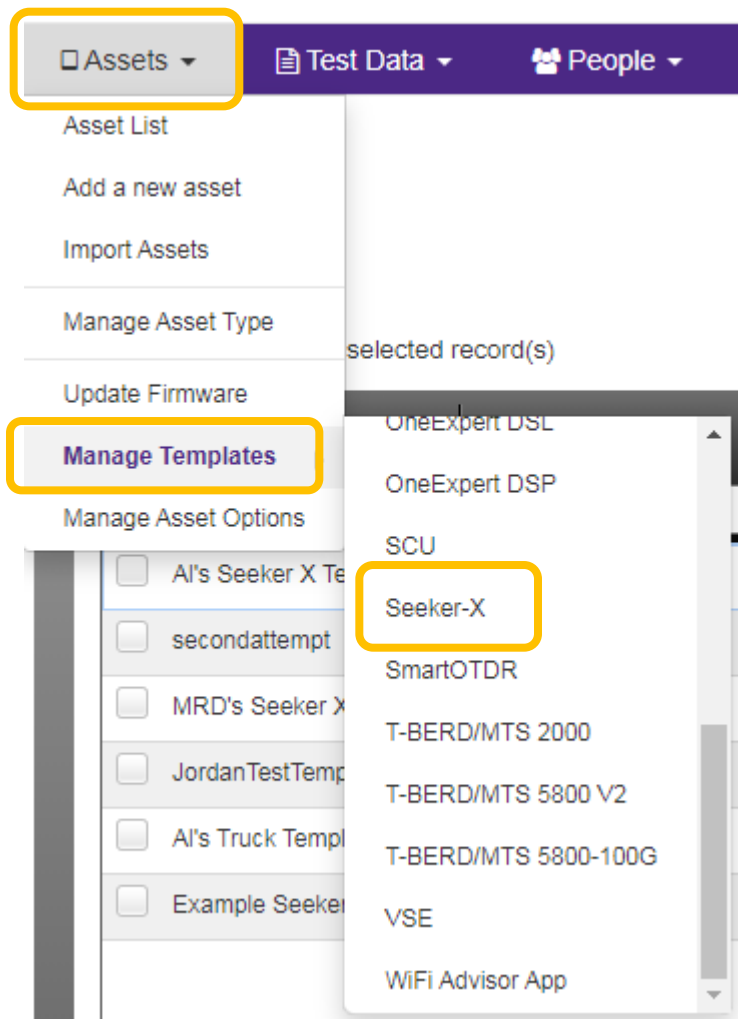 Assets
Test Data
People
Asset List
Add a new asset
Import Assets
Manage Asset Type
selected record(s)
Update Firmware
Manage Templates
Manage Asset Options
OneExpert DSL
OneExpert DSP
SCU
Seeker-X
SmartOTDR
T-BERD/MTS 2000
T-BERD/MTS 5800 V2
T-BERD/MTS 5800-100G
VSE
WiFi Advisor App
Al's Seeker X Te
secondattempt
MRD's Seeker X
JordanTestTemp
Al's Truck Templ
Example Seeker